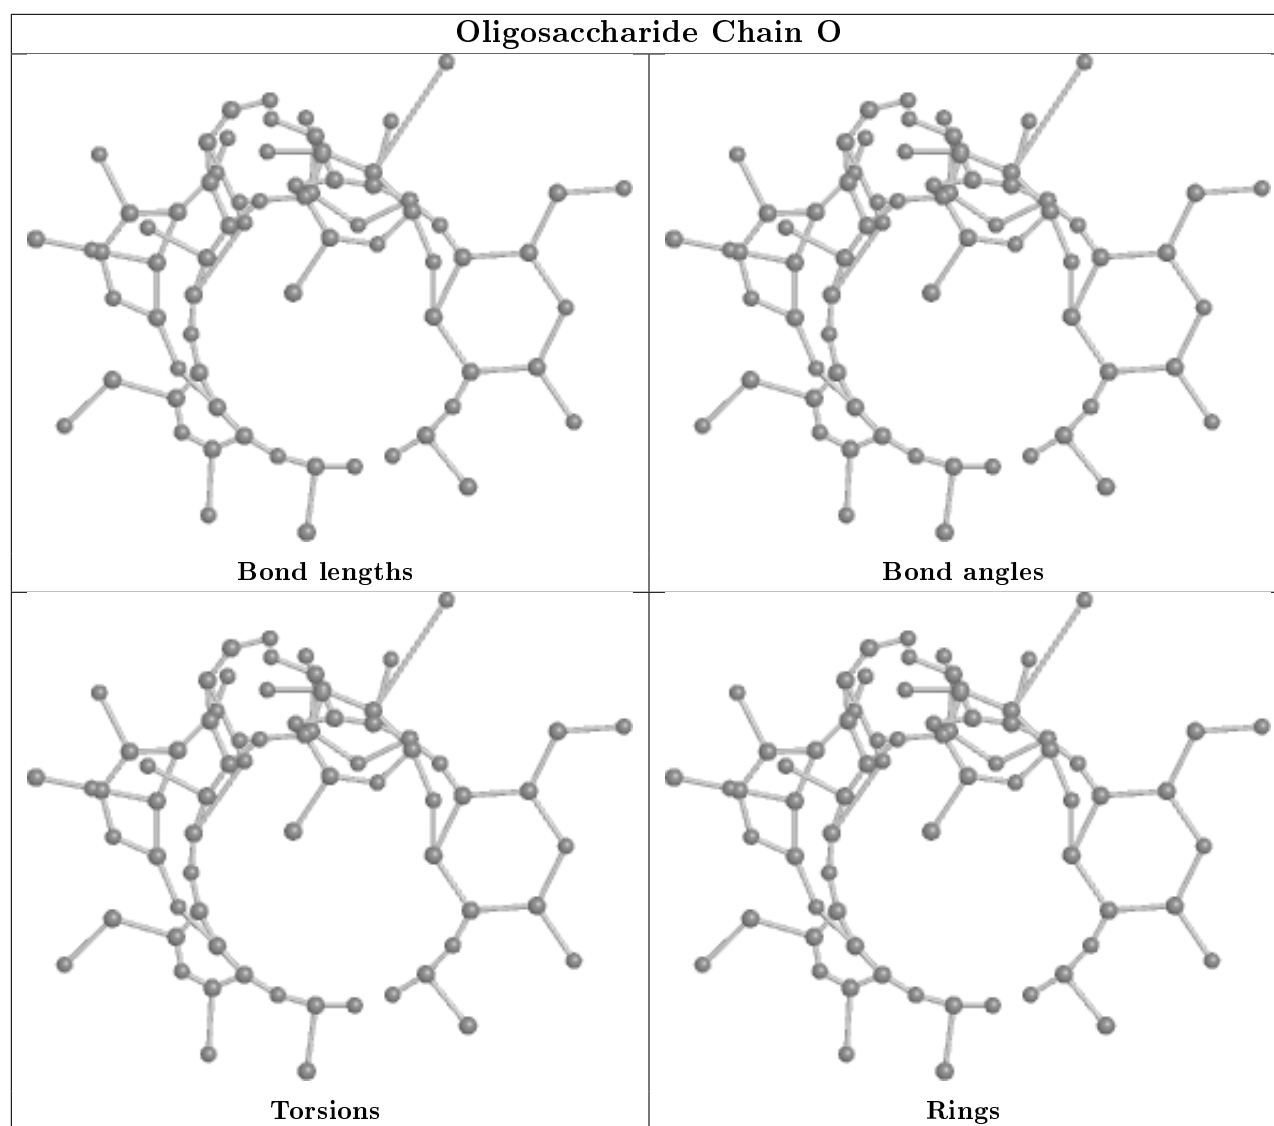 Oligosaccharide Chain O
Bond lengths
Bond angles
Torsions
Rings